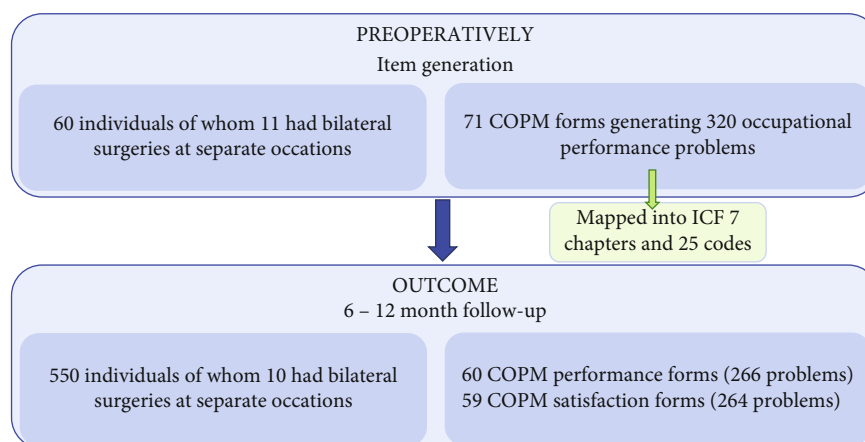 PREOPERATIVELY
Item generation
60 individuals of whom 11 had bilateral
surgeries at separate occations
71 COPM forms generating 320 occupational
performance problems
Mapped into ICF 7
chapters and 25 codes
OUTCOME
6 – 12 month follow-up
550 individuals of whom 10 had bilateral
surgeries at separate occations
60 COPM performance forms (266 problems)
59 COPM satisfaction forms (264 problems)